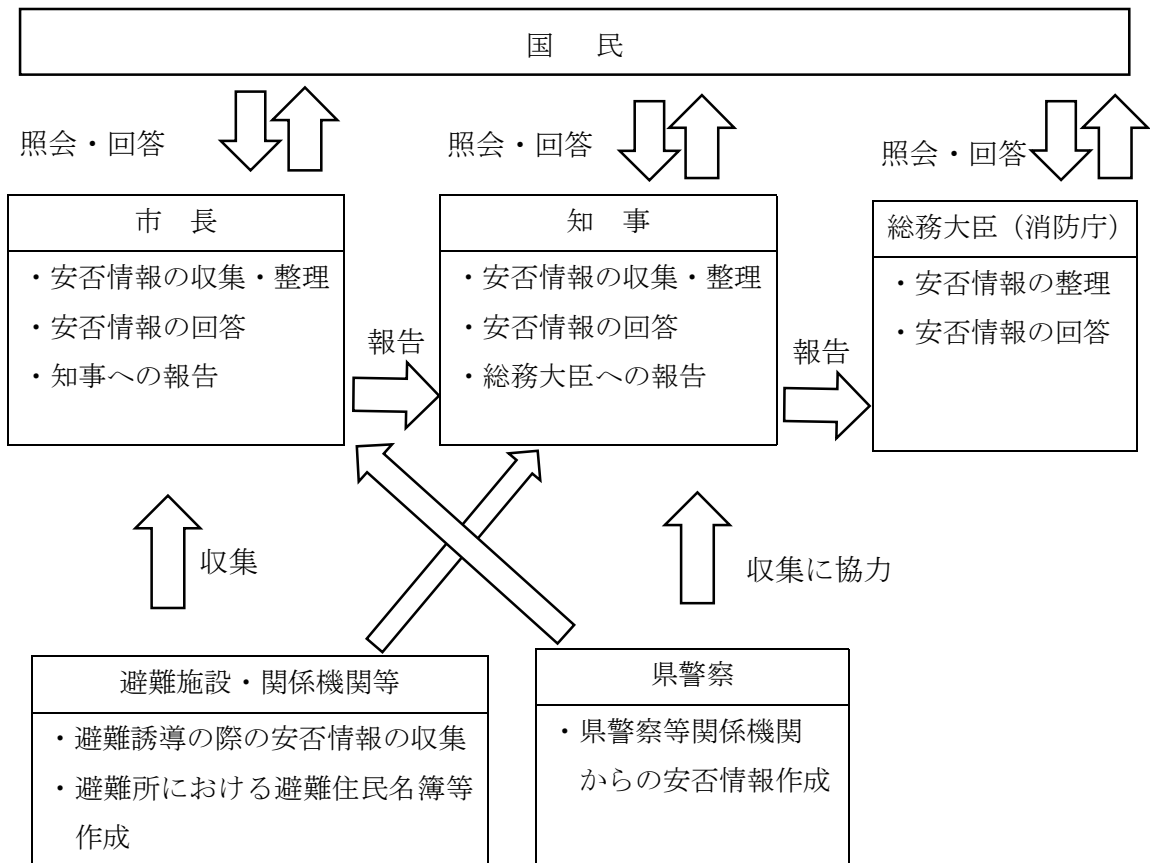 国　民
照会・回答
照会・回答
照会・回答
市　長
・安否情報の収集・整理
・安否情報の回答
・知事への報告
報告
知　事
・安否情報の収集・整理
・安否情報の回答
・総務大臣への報告
報告
総務大臣（消防庁）
・安否情報の整理
・安否情報の回答
収集
収集に協力
避難施設・関係機関等
・避難誘導の際の安否情報の収集
・避難所における避難住民名簿等
作成
県警察
・県警察等関係機関
からの安否情報作成